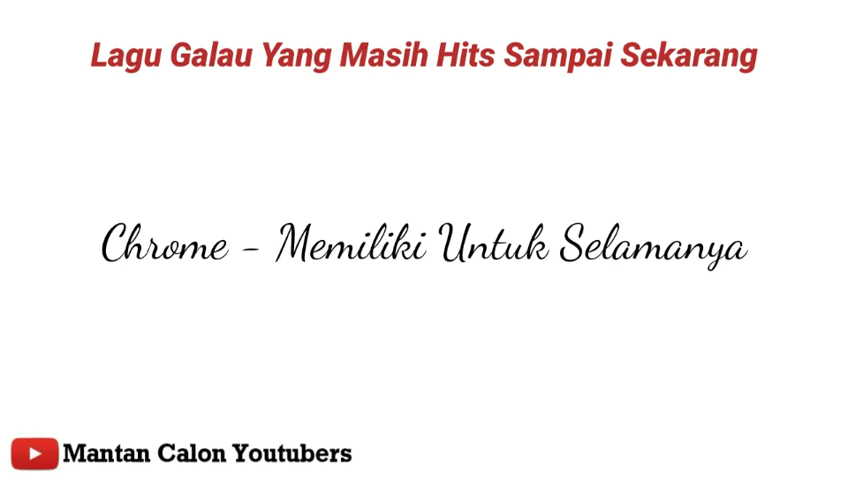 Lagu Galau Yang Masih Hits Sampai Sekarang
Chrome - Memiliki Untuk Selamanya
Mantan Calon Youtubers